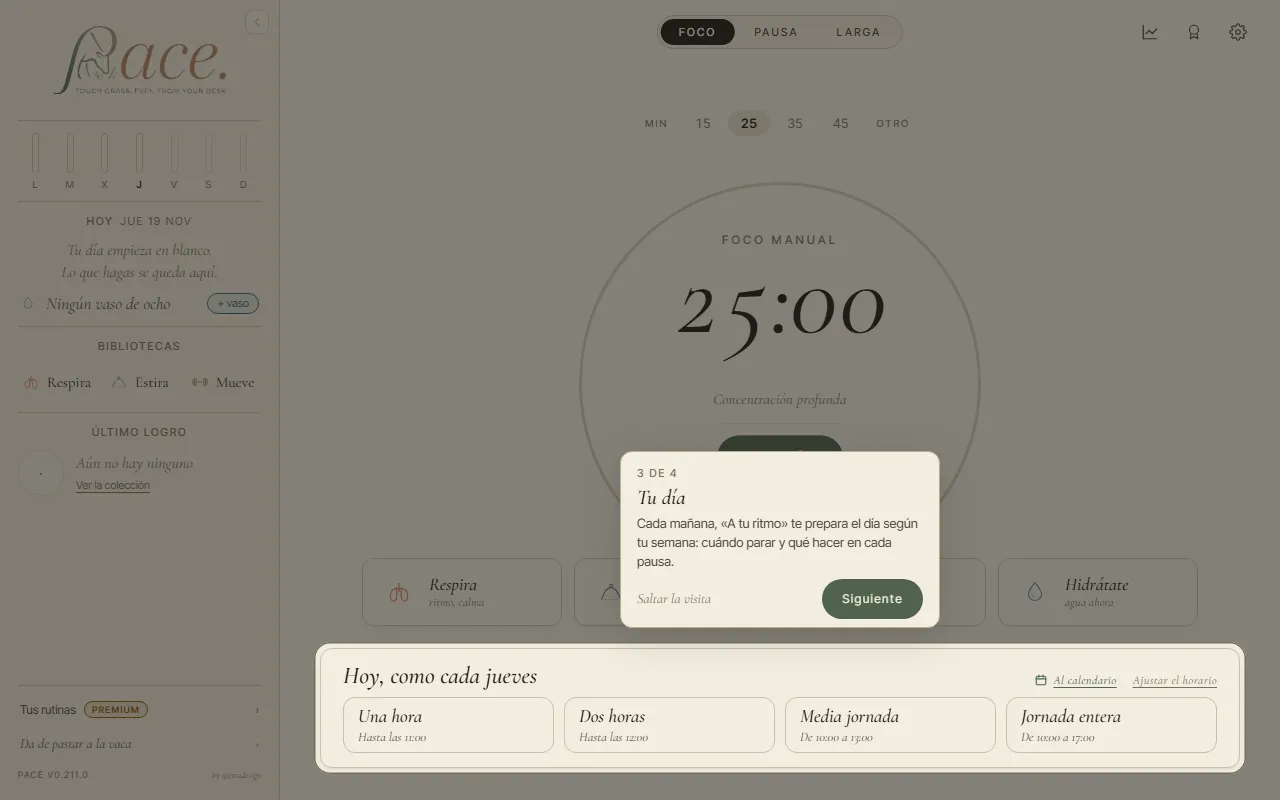 Pace.
TOUCH GRASS. EVEN FROM YOUR DESK.
L M X J V S D
HOY JUE 19 NOV
Tu día empieza en blanco.
Lo que hagas se queda aquí.
Ningún vaso de ocho
+ vaso
BIBLIOTECAS
Respira
Estira
Mueve
ÚLTIMO LOGRO
Aún no hay ninguno
Ver la colección
Tus rutinas PREMIUM
Da de pastar a la vaca
PACE V0.211.0
FOCO PAUSA LARGA
MIN 15 25 35 45 OTRO
FOCO MANUAL
25:00
Concentración profunda
3 DE 4
Tu día
Cada mañana, «A tu ritmo» te prepara el día según
tu semana: cuándo parar y qué hacer en cada
pausa.
Saltar la visita
Siguiente
Respira
ritmo, calma
Hidrátate
agua ahora
Hoy, como cada jueves
Al calendario
Ajustar el horario
Una hora
Hasta las 11:00
Dos horas
Hasta las 12:00
Media jornada
De 10:00 a 13:00
Jornada entera
De 10:00 a 17:00